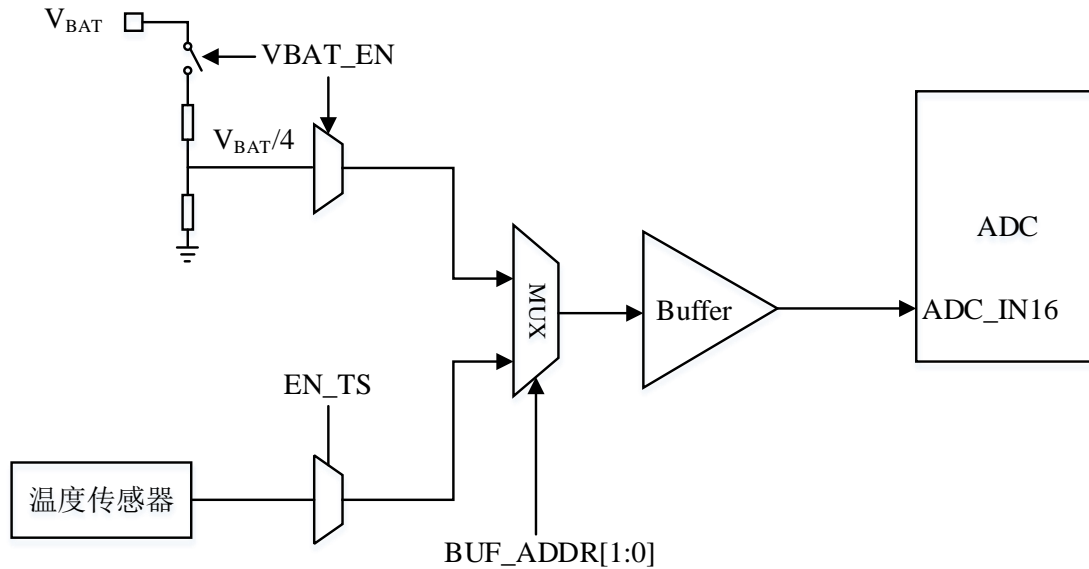 VBAT
VBAT_EN
VBAT/4
ADC
MUX
Buffer
ADC_IN16
EN_TS
温度传感器
BUF_ADDR[1:0]